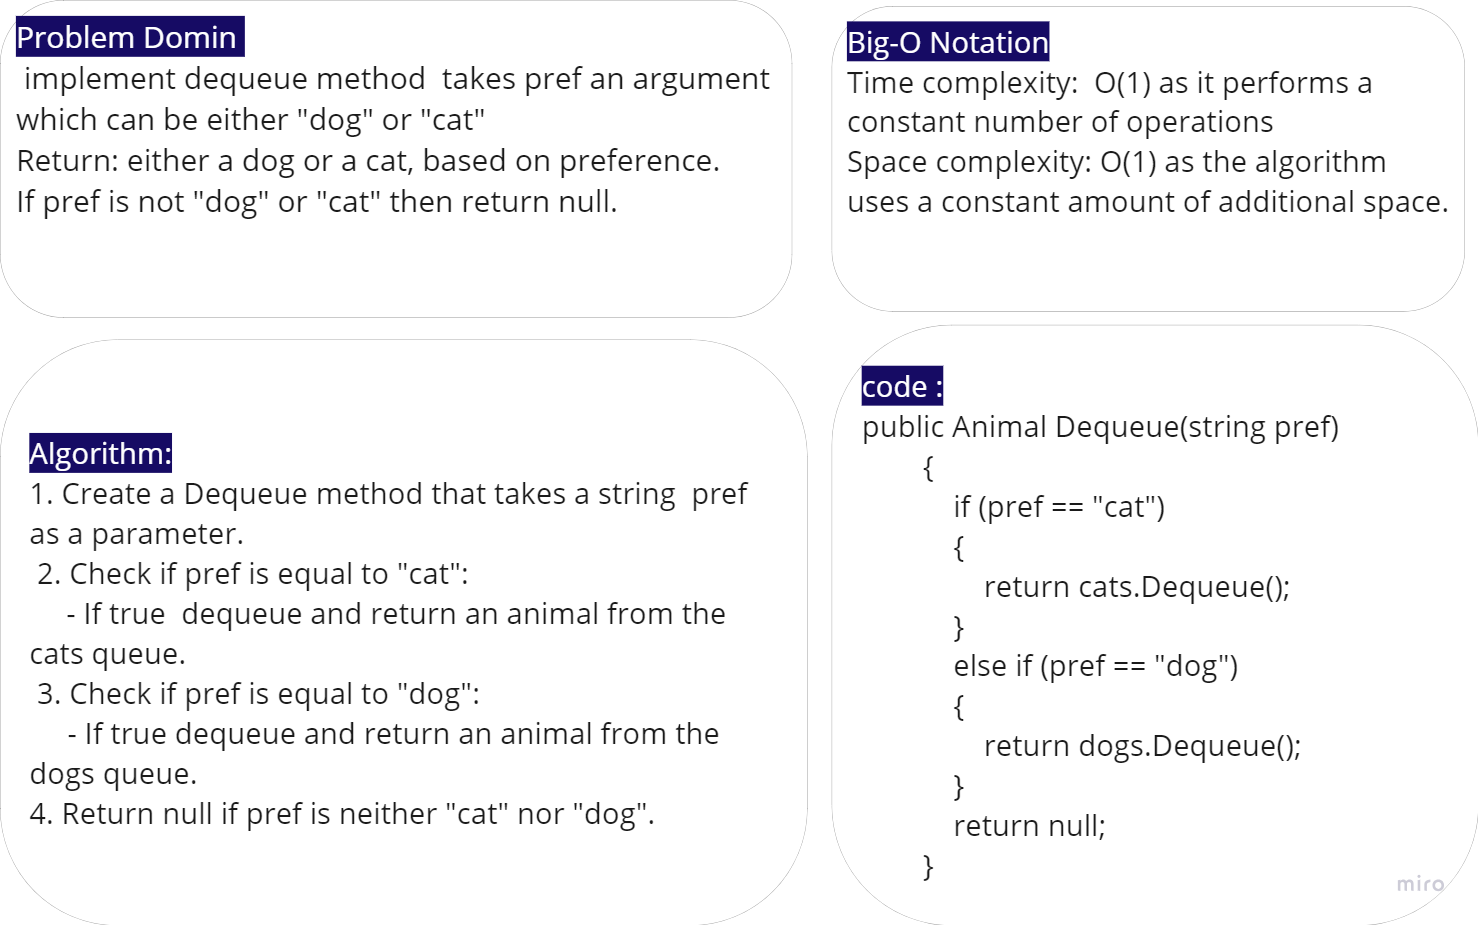 Problem Domin
implement dequeue method  takes pref an argument
which can be either "dog" or "cat"
Return: either a dog or a cat, based on preference.
If pref is not "dog" or "cat" then return null.
Big-O Notation
Time complexity:  O(1) as it performs a
constant number of operations
Space complexity: O(1) as the algorithm
uses a constant amount of additional space.
Algorithm:
1. Create a Dequeue method that takes a string  pref
as a parameter.
2. Check if pref is equal to "cat":
- If true  dequeue and return an animal from the
cats queue.
3. Check if pref is equal to "dog":
- If true dequeue and return an animal from the
dogs queue.
4. Return null if pref is neither "cat" nor "dog".
code :
public Animal Dequeue(string pref)
{
if (pref == "cat")
{
return cats.Dequeue();
}
else if (pref == "dog")
{
return dogs.Dequeue();
}
return null;
}
miro